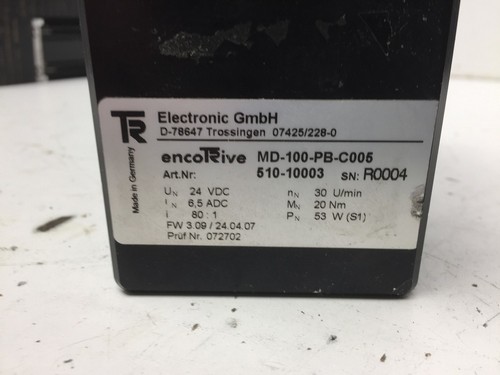 TR Electronic GmbH
D-78647 Trossingen 07425/228-0
Made in Germany
encoTRive MD-100-PB-C005
Art.Nr: 510-10003 SN: R0004
UN 24 VDC nN 30 U/min
IN 6,5 ADC MN 20 Nm
i 80 : 1 PN 53 W (S1)
FW 3.09 / 24.04.07
Prüf Nr. 072702